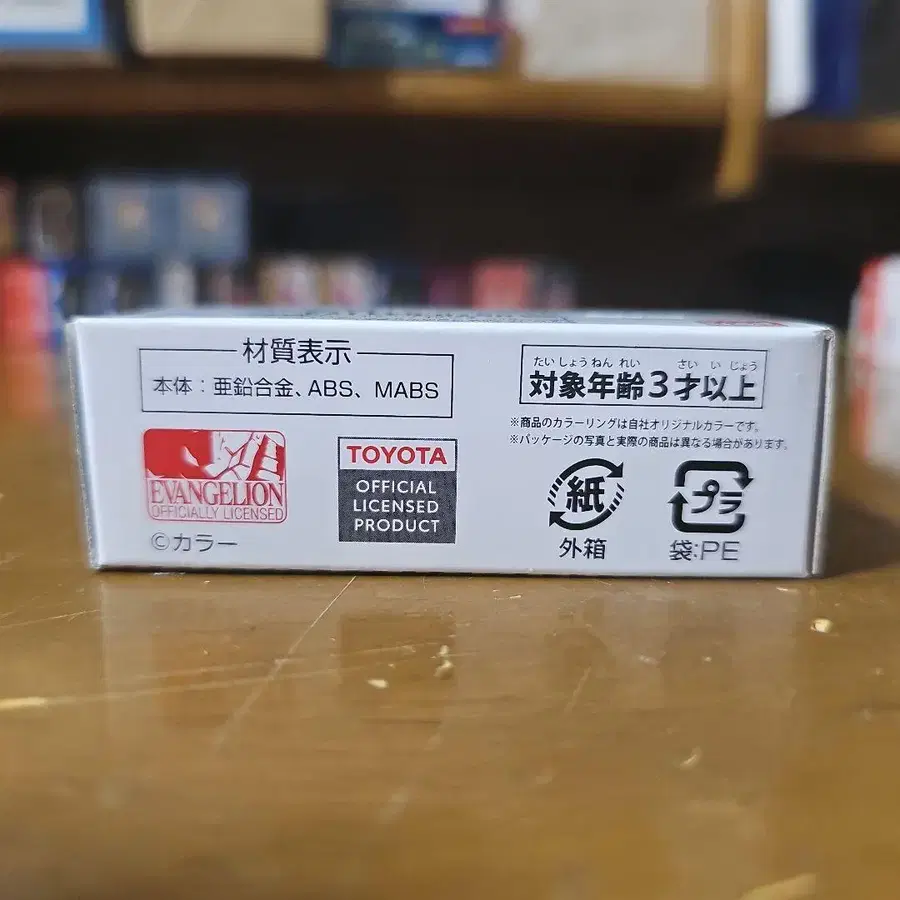 材質表示
本体：亜鉛合金、ABS、MABS
たいしょうねんれい さいいじょう
対象年齢3才以上
※商品のカラーリングは自社オリジナルカラーです。
※パッケージの写真と実際の商品は異なる場合があります。
EVANGELION
OFFICIALLY LICENSED
©カラー
TOYOTA
OFFICIAL
LICENSED
PRODUCT
紙
外箱
プラ
袋:PE